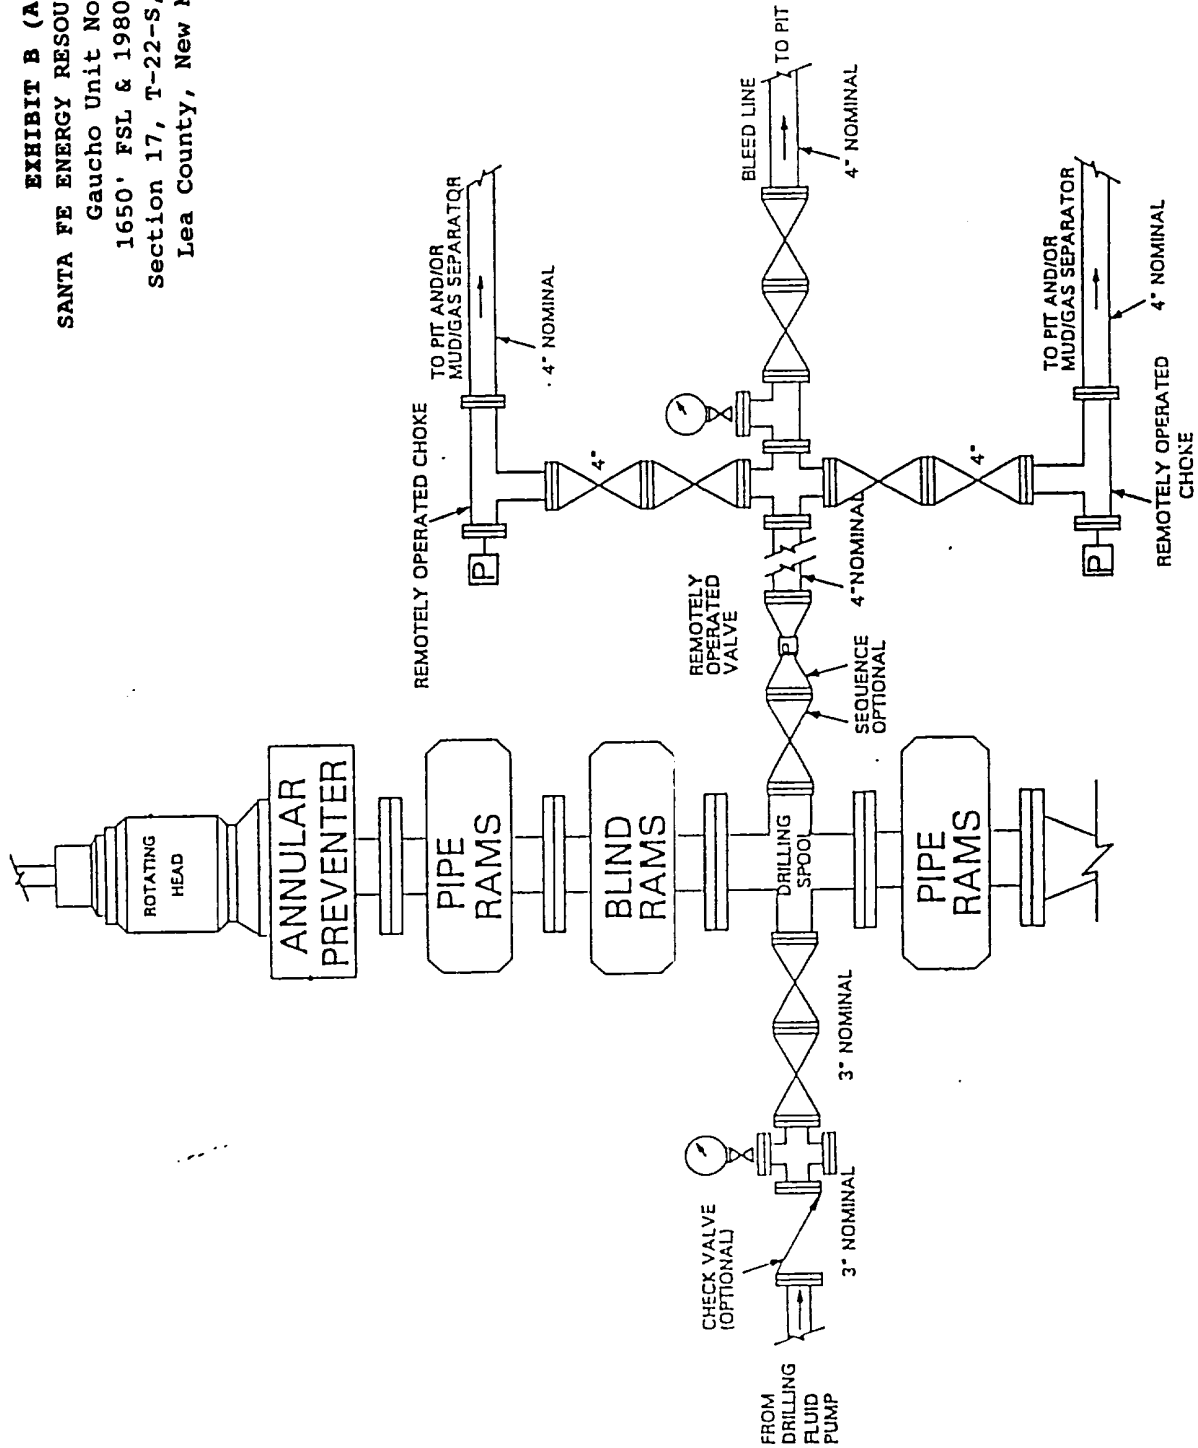 EXHIBIT B (A
SANTA FE ENERGY RESOU
Gaucho Unit No
1650' FSL & 1980
Section 17, T-22-S,
Lea County, New
ROTATING
HEAD
ANNULAR
PREVENTER
PIPE
RAMS
BLIND
RAMS
DRILLING
SPOOL
PIPE
RAMS
FROM
DRILLING
FLUID
PUMP
CHECK VALVE
(OPTIONAL)
3" NOMINAL
3" NOMINAL
SEQUENCE
OPTIONAL
P
REMOTELY
OPERATED
VALVE
4" NOMINAL
REMOTELY OPERATED CHOKE
P
4"
TO PIT AND/OR
MUD/GAS SEPARATOR
4" NOMINAL
BLEED LINE
TO PIT
4" NOMINAL
4"
P
REMOTELY OPERATED
CHOKE
TO PIT AND/OR
MUD/GAS SEPARATOR
4" NOMINAL